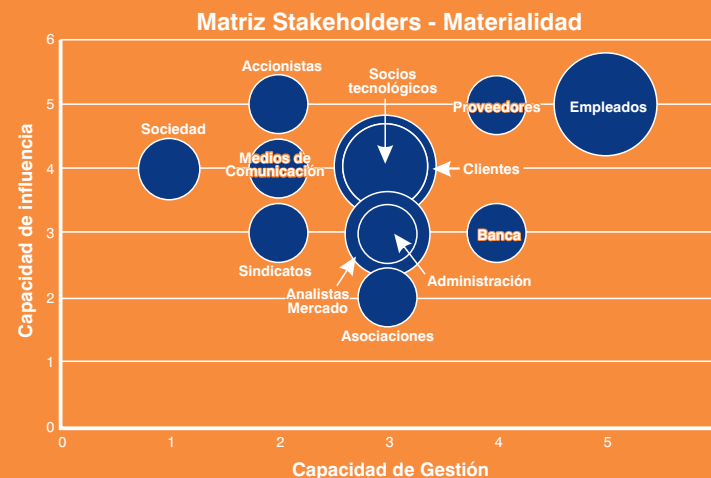 Matriz Stakeholders - Materialidad
Capacidad de influencia
6
5
4
3
2
1
0
Accionistas
Socios
tecnológicos
Proveedores
Empleados
Sociedad
Medios de
Comunicación
Clientes
Banca
Sindicatos
Administración
Analistas
Mercado
Asociaciones
0
1
2
3
4
5
Capacidad de Gestión